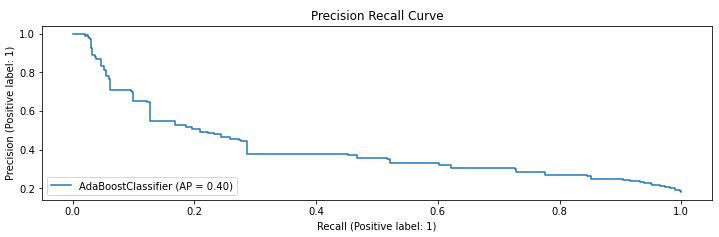 Precision Recall Curve
Precision (Positive label: 1)
1.0
0.8
0.6
0.4
0.2
AdaBoostClassifier (AP = 0.40)
0.0 0.2 0.4 0.6 0.8 1.0
Recall (Positive label: 1)